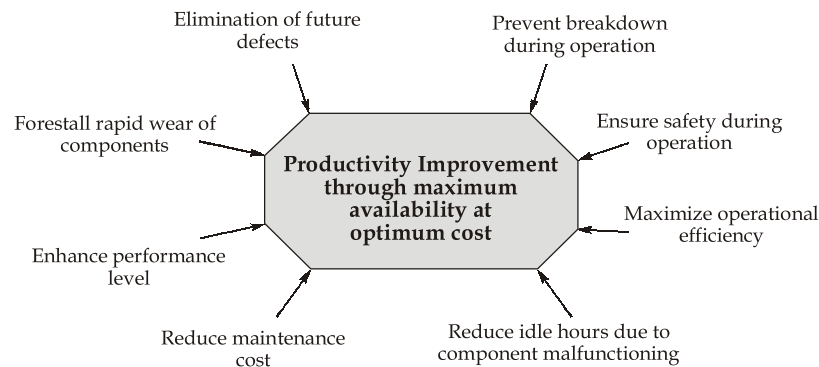 Elimination of future
defects
Prevent breakdown
during operation
Forestall rapid wear of
components
Ensure safety during
operation
Productivity Improvement
through maximum
availability at
optimum cost
Maximize operational
efficiency
Enhance performance
level
Reduce maintenance
cost
Reduce idle hours due to
component malfunctioning